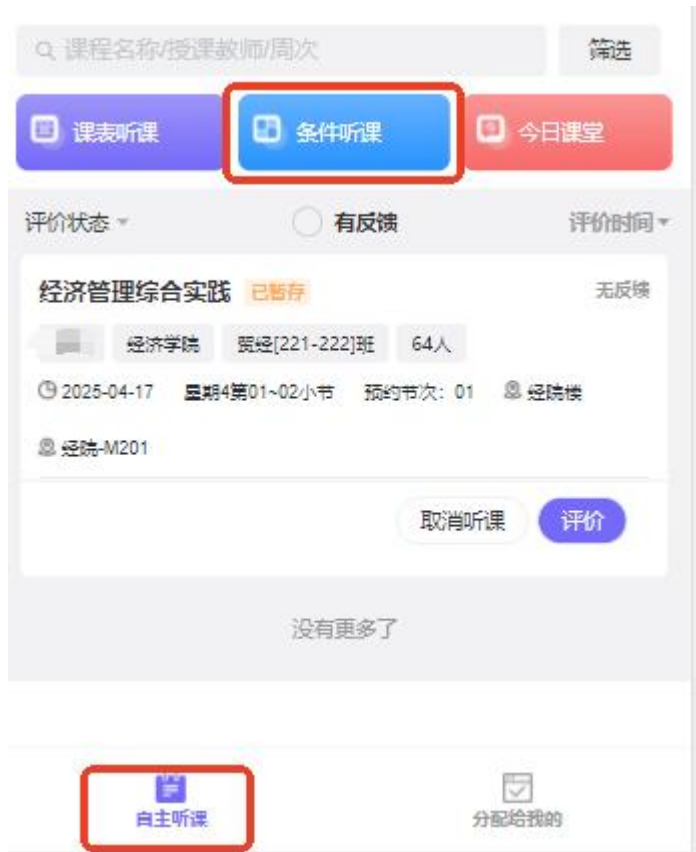 课程名称/授课教师/周次 筛选
课表听课 条件听课 今日课堂
评价状态 有反馈 评价时间
经济管理综合实践 已暂存 无反馈
经济学院 贸经[221-222]班 64人
2025-04-17 星期4第01~02小节 预约节次：01 经院楼
经院-M201
取消听课 评价
没有更多了
自主听课 分配给我的